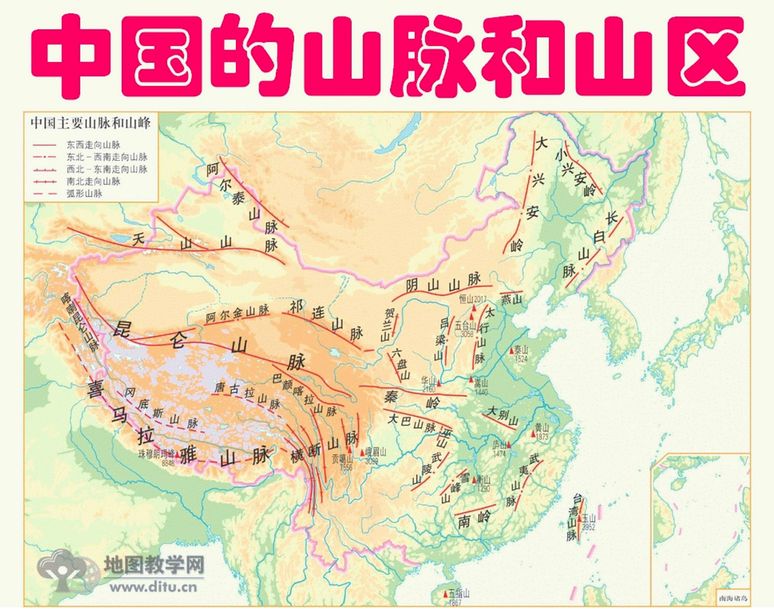 中国的山脉和山区
中国主要山脉和山峰
东西走向山脉
东北－西南走向山脉
西北－东南走向山脉
南北走向山脉
弧形山脉
阿尔泰山脉
天山山脉
大兴安岭
小兴安岭
长白山脉
阴山山脉
燕山
恒山2017
五台山
3058
太行山脉
吕梁山
贺兰山
六盘山
祁连山脉
阿尔金山脉
昆仑山脉
喀喇昆仑山脉
巴颜喀拉山脉
唐古拉山脉
冈底斯山脉
喜马拉雅山脉
珠穆朗玛峰
横断山脉
贡嘎山
7556
峨眉山
3099
秦岭
华山
2160
嵩山
1440
泰山
1524
大巴山脉
巫山
武陵山
雪峰山
衡山
1290
大别山
庐山
1474
黄山
1873
武夷山脉
南岭
台湾山脉
玉山
3952
五指山
1867
南海诸岛
地图教学网
www.ditu.cn